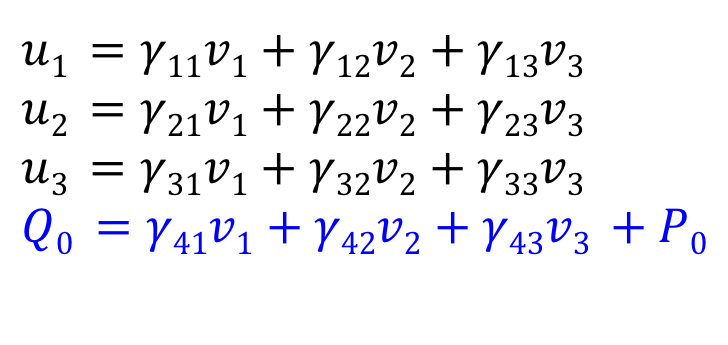 u₁ = γ₁₁v₁ + γ₁₂v₂ + γ₁₃v₃
u₂ = γ₂₁v₁ + γ₂₂v₂ + γ₂₃v₃
u₃ = γ₃₁v₁ + γ₃₂v₂ + γ₃₃v₃
Q₀ = γ₄₁v₁ + γ₄₂v₂ + γ₄₃v₃ + P₀